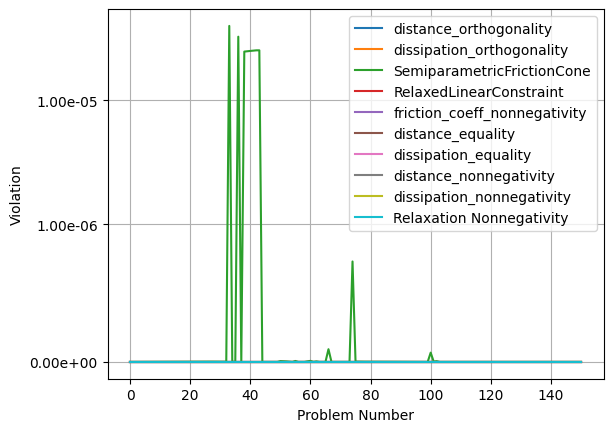 distance_orthogonality
dissipation_orthogonality
SemiparametricFrictionCone
RelaxedLinearConstraint
friction_coeff_nonnegativity
distance_equality
dissipation_equality
distance_nonnegativity
dissipation_nonnegativity
Relaxation Nonnegativity
1.00e-05
1.00e-06
0.00e+00
Violation
0 20 40 60 80 100 120 140
Problem Number